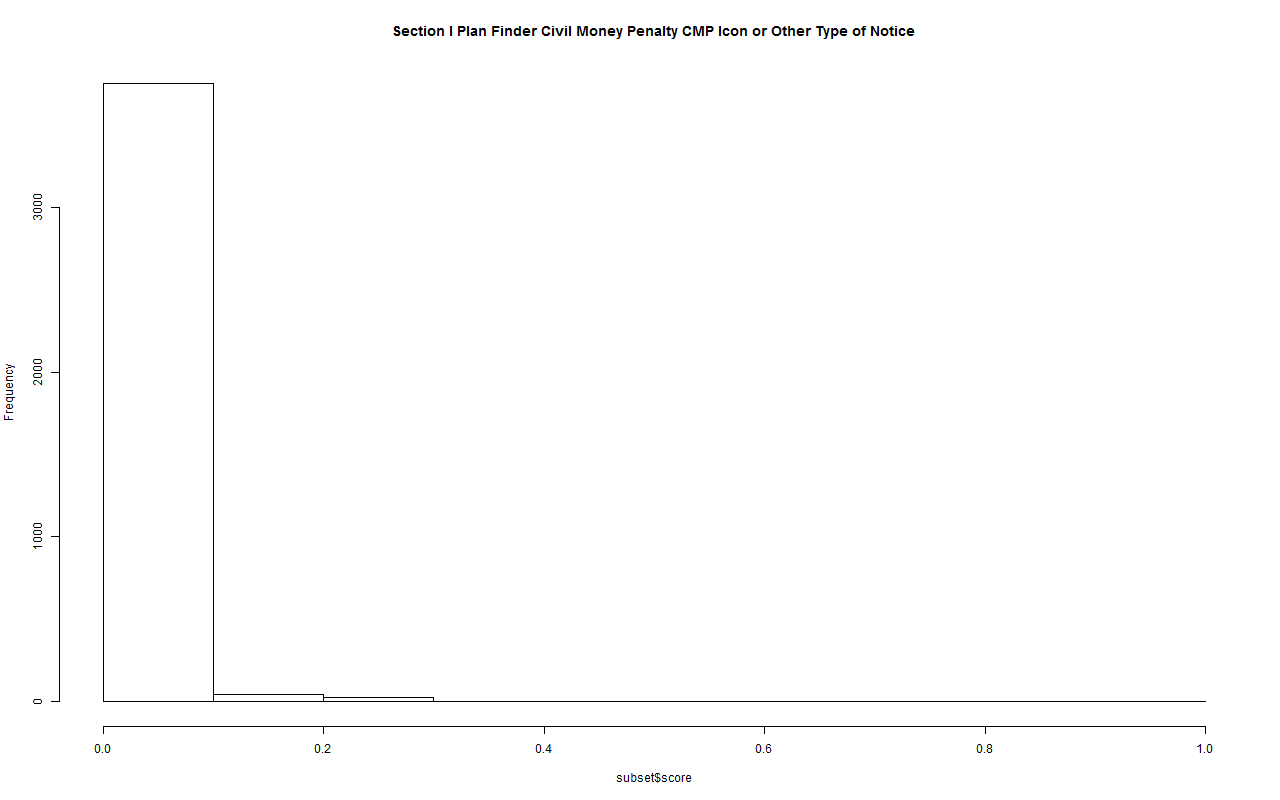 Section I Plan Finder Civil Money Penalty CMP Icon or Other Type of Notice
3000
2000
1000
0
Frequency
0.0 0.2 0.4 0.6 0.8 1.0
subset$score